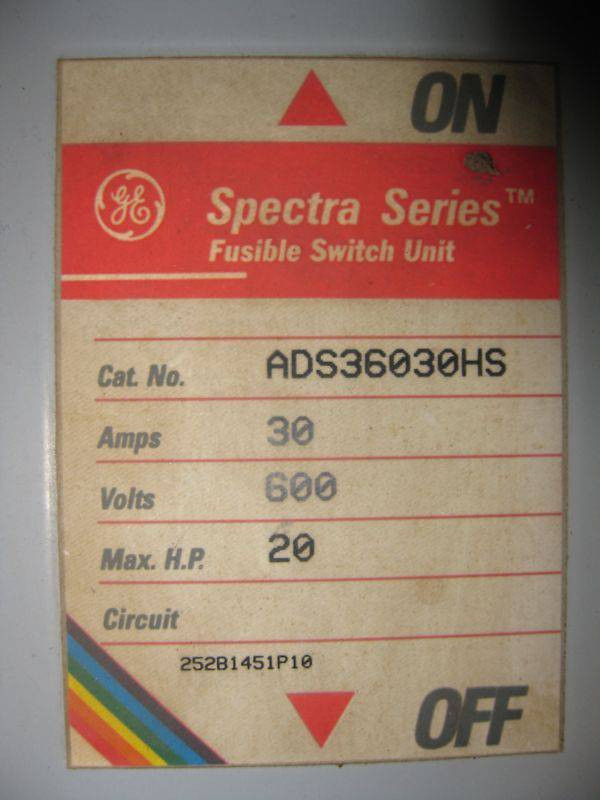 ON
GE
Spectra Series™
Fusible Switch Unit
Cat. No. ADS36030HS
Amps 30
Volts 600
Max. H.P. 20
Circuit
252B1451P10
OFF